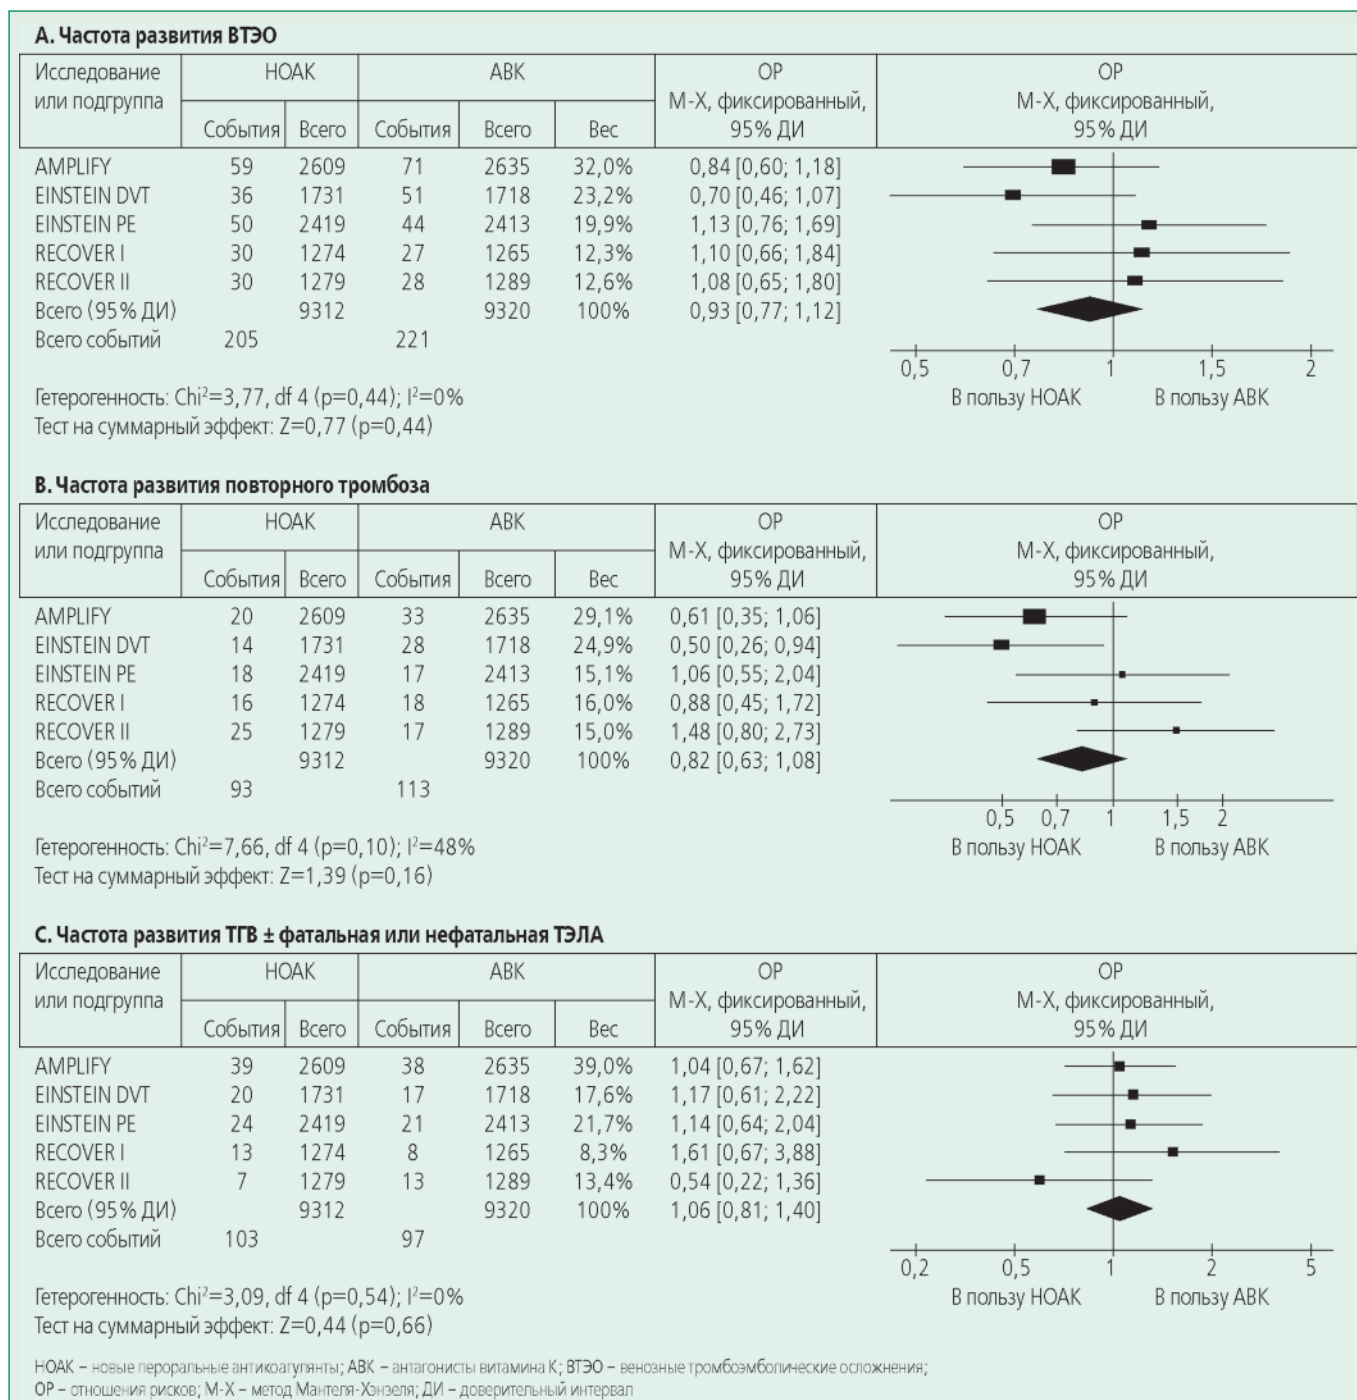 А. Частота развития ВТЭО
Исследование или подгруппа НОАК АВК ОР М-Х, фиксированный, 95% ДИ ОР М-Х, фиксированный, 95% ДИ
События Всего События Всего Вес
AMPLIFY 59 2609 71 2635 32,0% 0,84 [0,60; 1,18]
EINSTEIN DVT 36 1731 51 1718 23,2% 0,70 [0,46; 1,07]
EINSTEIN PE 50 2419 44 2413 19,9% 1,13 [0,76; 1,69]
RECOVER I 30 1274 27 1265 12,3% 1,10 [0,66; 1,84]
RECOVER II 30 1279 28 1289 12,6% 1,08 [0,65; 1,80]
Всего (95% ДИ) 9312 9320 100% 0,93 [0,77; 1,12]
Всего событий 205 221
0,5 0,7 1 1,5 2
В пользу НОАК В пользу АВК
Гетерогенность: Chi²=3,77, df 4 (p=0,44); I²=0%
Тест на суммарный эффект: Z=0,77 (p=0,44)
В. Частота развития повторного тромбоза
Исследование или подгруппа НОАК АВК ОР М-Х, фиксированный, 95% ДИ ОР М-Х, фиксированный, 95% ДИ
События Всего События Всего Вес
AMPLIFY 20 2609 33 2635 29,1% 0,61 [0,35; 1,06]
EINSTEIN DVT 14 1731 28 1718 24,9% 0,50 [0,26; 0,94]
EINSTEIN PE 18 2419 17 2413 15,1% 1,06 [0,55; 2,04]
RECOVER I 16 1274 18 1265 16,0% 0,88 [0,45; 1,72]
RECOVER II 25 1279 17 1289 15,0% 1,48 [0,80; 2,73]
Всего (95% ДИ) 9312 9320 100% 0,82 [0,63; 1,08]
Всего событий 93 113
0,5 0,7 1 1,5 2
В пользу НОАК В пользу АВК
Гетерогенность: Chi²=7,66, df 4 (p=0,10); I²=48%
Тест на суммарный эффект: Z=1,39 (p=0,16)
С. Частота развития ТГВ ± фатальная или нефатальная ТЭЛА
Исследование или подгруппа НОАК АВК ОР М-Х, фиксированный, 95% ДИ ОР М-Х, фиксированный, 95% ДИ
События Всего События Всего Вес
AMPLIFY 39 2609 38 2635 39,0% 1,04 [0,67; 1,62]
EINSTEIN DVT 20 1731 17 1718 17,6% 1,17 [0,61; 2,22]
EINSTEIN PE 24 2419 21 2413 21,7% 1,14 [0,64; 2,04]
RECOVER I 13 1274 8 1265 8,3% 1,61 [0,67; 3,88]
RECOVER II 7 1279 13 1289 13,4% 0,54 [0,22; 1,36]
Всего (95% ДИ) 9312 9320 100% 1,06 [0,81; 1,40]
Всего событий 103 97
0,2 0,5 1 2 5
В пользу НОАК В пользу АВК
Гетерогенность: Chi²=3,09, df 4 (p=0,54); I²=0%
Тест на суммарный эффект: Z=0,44 (p=0,66)
НОАК – новые пероральные антикоагулянты; АВК – антагонисты витамина К; ВТЭО – венозные тромбоэмболические осложнения;
ОР – отношения рисков; М-Х – метод Мантеля-Хэнзеля; ДИ – доверительный интервал